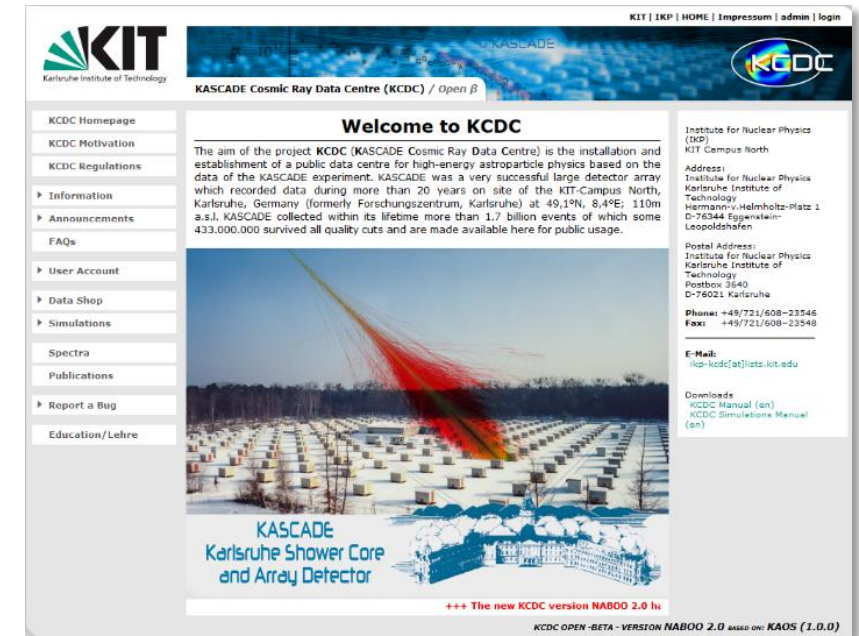 KIT | IKP | HOME | Impressum | admin | login
KIT
Karlsruhe Institute of Technology
KASCADE
KCDC
KASCADE Cosmic Ray Data Centre (KCDC) / Open β
KCDC Homepage
KCDC Motivation
KCDC Regulations
Information
Announcements
FAQs
User Account
Data Shop
Simulations
Spectra
Publications
Report a Bug
Education/Lehre
Welcome to KCDC
The aim of the project KCDC (KASCADE Cosmic Ray Data Centre) is the installation and
establishment of a public data centre for high-energy astroparticle physics based on the
data of the KASCADE experiment. KASCADE was a very successful large detector array
which recorded data during more than 20 years on site of the KIT-Campus North,
Karlsruhe, Germany (formerly Forschungszentrum, Karlsruhe) at 49,1ºN, 8,4ºE; 110m
a.s.l. KASCADE collected within its lifetime more than 1.7 billion events of which some
433.000.000 survived all quality cuts and are made available here for public usage.
KASCADE
Karlsruhe Shower Core
and Array Detector
+++ The new KCDC version NABOO 2.0 ha
Institute for Nuclear Physics
(IKP)
KIT Campus North
Address:
Institute for Nuclear Physics
Karlsruhe Institute of
Technology
Hermann-v.Helmholtz-Platz 1
D-76344 Eggenstein-
Leopoldshafen
Postal Address:
Institute for Nuclear Physics
Karlsruhe Institute of
Technology
Postbox 3640
D-76021 Karlsruhe
Phone: +49/721/608−23546
Fax: +49/721/608−23548
E-Mail:
ikp-kcdc[at]lists.kit.edu
Downloads
KCDC Manual (en)
KCDC Simulations Manual
(en)
KCDC OPEN -BETA - VERSION NABOO 2.0 BASED ON: KAOS (1.0.0)